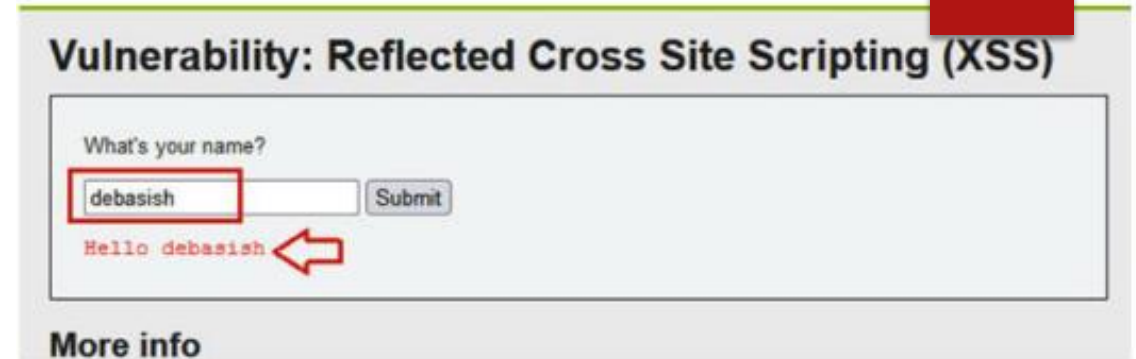 Vulnerability: Reflected Cross Site Scripting (XSS)
What's your name?
debasish Submit
Hello debasish
More info